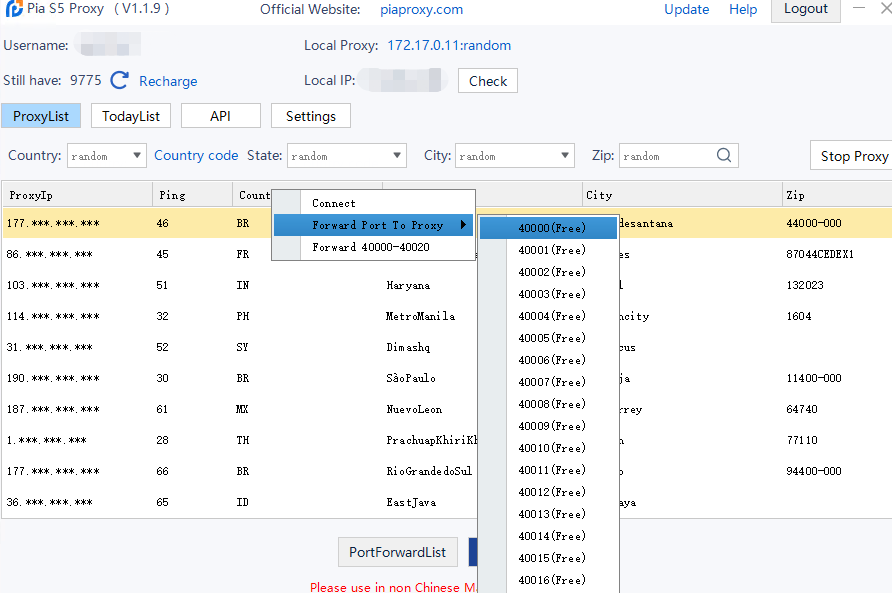 Pia S5 Proxy ( V1.1.9 ) Official Website: piaproxy.com Update Help Logout
Username: Local Proxy: 172.17.0.11:random
Still have: 9775 Recharge Local IP: Check
ProxyList TodayList API Settings
Country: random Country code State: random City: random Zip: random Stop Proxy
ProxyIp Ping Count City Zip
Connect
177.***.***.*** 46 BR Forward Port To Proxy 40000(Free) desantana 44000-000
Forward 40000-40020 40001(Free)
86.***.***.*** 45 FR es 87044CEDEX1
40002(Free)
103.***.***.*** 51 IN Haryana 40003(Free) 132023
114.***.***.*** 32 PH MetroManila 40004(Free) ncity 1604
40005(Free)
31.***.***.*** 52 SY Dimashq cus
40006(Free)
190.***.***.*** 30 BR SãoPaulo 40007(Free) ja 11400-000
40008(Free)
187.***.***.*** 61 MX NuevoLeon rrey 64740
40009(Free)
1.***.***.*** 28 TH PrachuapKhiriKh 40010(Free) 77110
177.***.***.*** 66 BR RioGrandedoSul 40011(Free) 94400-000
40012(Free)
36.***.***.*** 65 ID EastJava aya
40013(Free)
40014(Free)
PortForwardList 40015(Free)
40016(Free)
Please use in non Chinese Ma